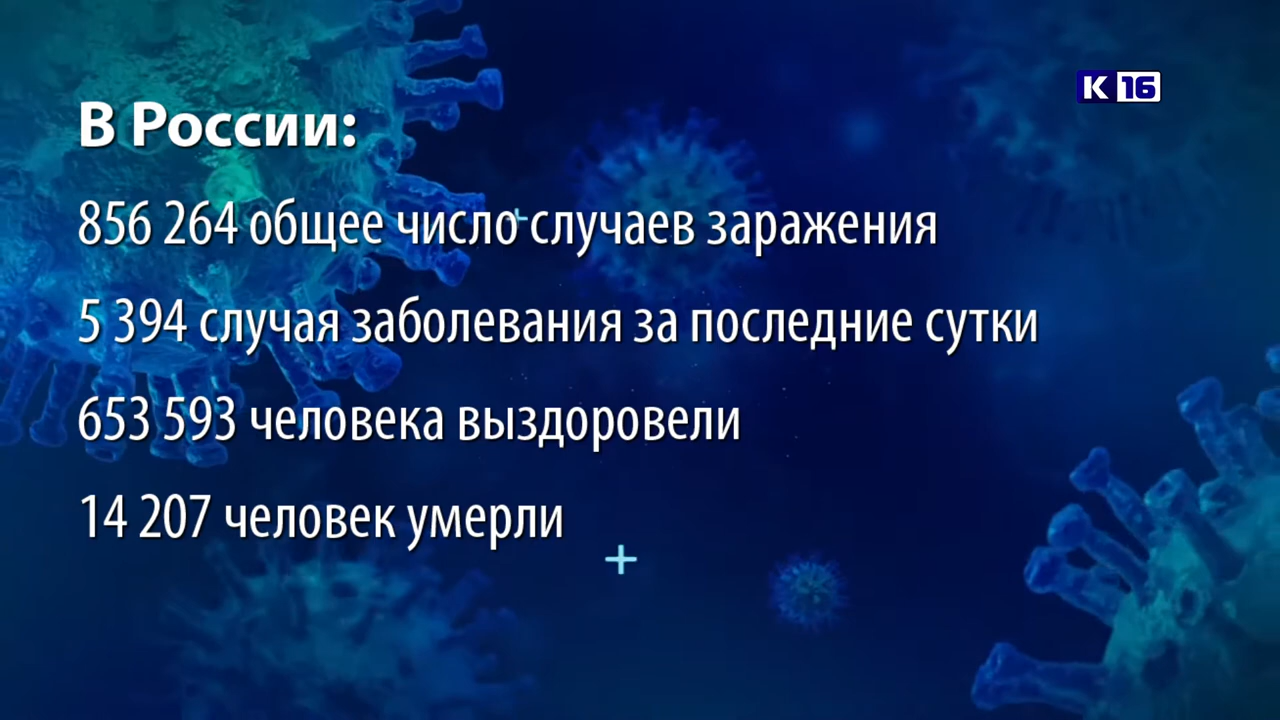 К 16
В России:
856 264 общее число случаев заражения
5 394 случая заболевания за последние сутки
653 593 человека выздоровели
14 207 человек умерли